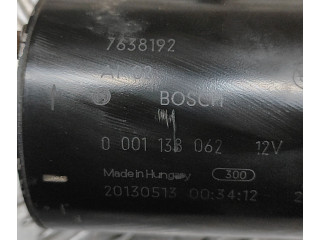 7638192
BOSCH
0 001 138 062 12V
Made in Hungary 300
20130513 00:34:12